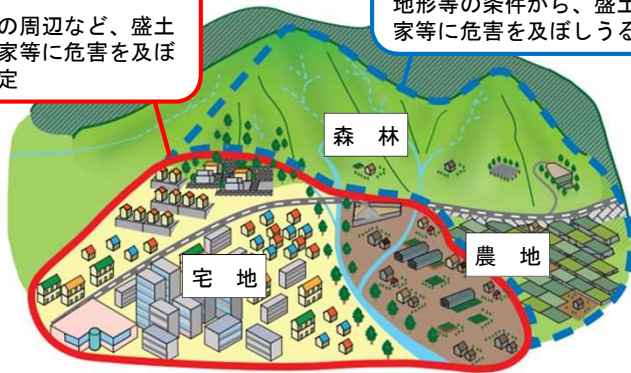 の周辺など、盛土
家等に危害を及ぼ
定
地形等の条件から、盛土
家等に危害を及ぼしうる
森　林
農　地
宅　地